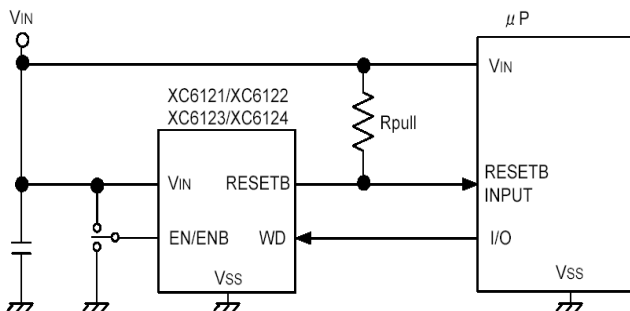 VIN
μP
VIN
XC6121/XC6122
XC6123/XC6124
Rpull
VIN
RESETB
RESETB
INPUT
EN/ENB
WD
I/O
VSS
VSS